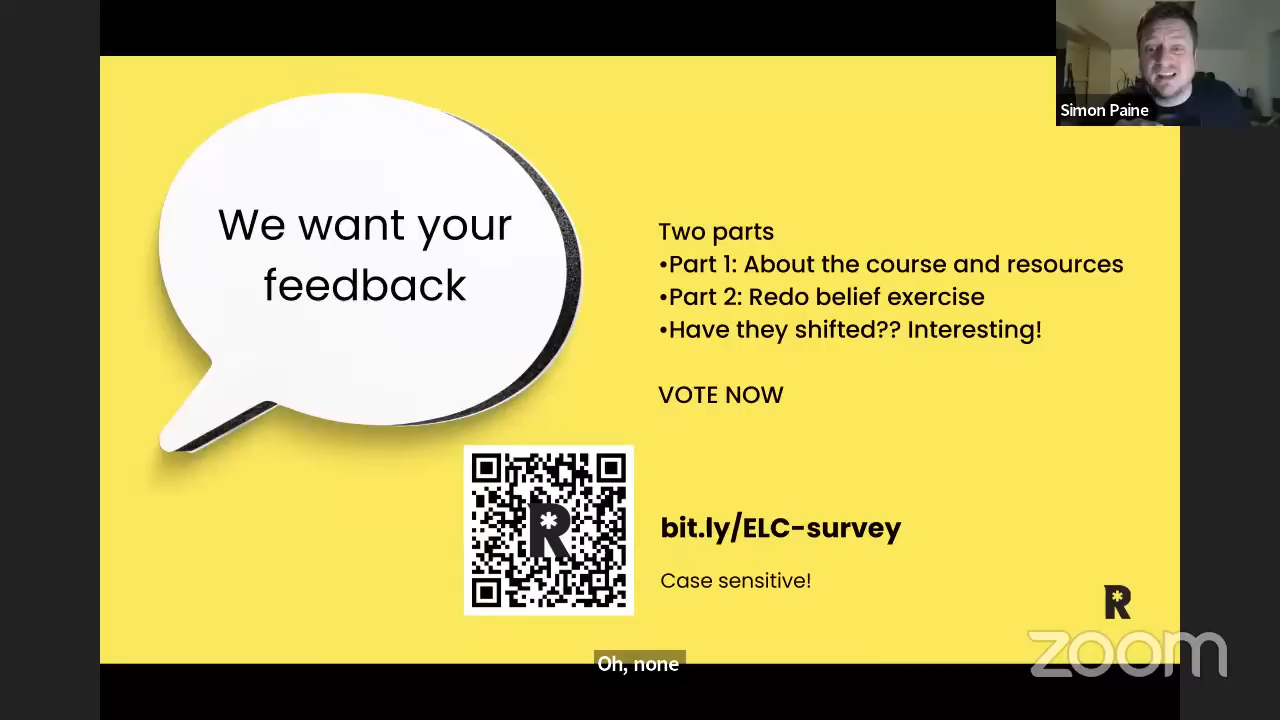 Simon Paine
We want your
feedback
Two parts
•Part 1: About the course and resources
•Part 2: Redo belief exercise
•Have they shifted?? Interesting!
VOTE NOW
R
bit.ly/ELC-survey
Case sensitive!
R
zoom
Oh, none